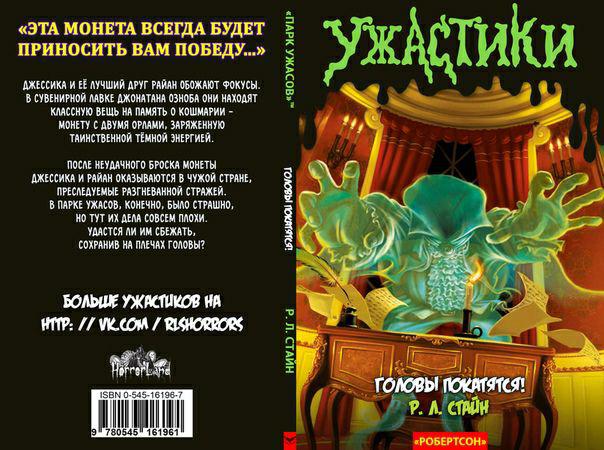 «ЭТА МОНЕТА ВСЕГДА БУДЕТ
ПРИНОСИТЬ ВАМ ПОБЕДУ...»
ДЖЕССИКА И ЕЁ ЛУЧШИЙ ДРУГ РАЙАН ОБОЖАЮТ ФОКУСЫ.
В СУВЕНИРНОЙ ЛАВКЕ ДЖОНАТАНА ОЗНОБА ОНИ НАХОДЯТ
КЛАССНУЮ ВЕЩЬ НА ПАМЯТЬ О КОШМАРИИ –
МОНЕТУ С ДВУМЯ ОРЛАМИ, ЗАРЯЖЕННУЮ
ТАИНСТВЕННОЙ ТЁМНОЙ ЭНЕРГИЕЙ.
ПОСЛЕ НЕУДАЧНОГО БРОСКА МОНЕТЫ
ДЖЕССИКА И РАЙАН ОКАЗЫВАЮТСЯ В ЧУЖОЙ СТРАНЕ,
ПРЕСЛЕДУЕМЫЕ РАЗГНЕВАННОЙ СТРАЖЕЙ.
В ПАРКЕ УЖАСОВ, КОНЕЧНО, БЫЛО СТРАШНО,
НО ТУТ ИХ ДЕЛА СОВСЕМ ПЛОХИ.
УДАСТСЯ ЛИ ИМ СБЕЖАТЬ,
СОХРАНИВ НА ПЛЕЧАХ ГОЛОВЫ?
БОЛЬШЕ УЖАСТИКОВ НА
HTTP: // VK.COM / RLSHORRORS
HorrorLand
ISBN 0-545-16196-7
9 780545 161961
«ПАРК УЖАСОВ»™
ГОЛОВЫ ПОКАТЯТСЯ!
Р. Л. СТАЙН
УЖАСТИКИ
ГОЛОВЫ ПОКАТЯТСЯ!
Р. Л. СТАЙН
«РОБЕРТСОН»